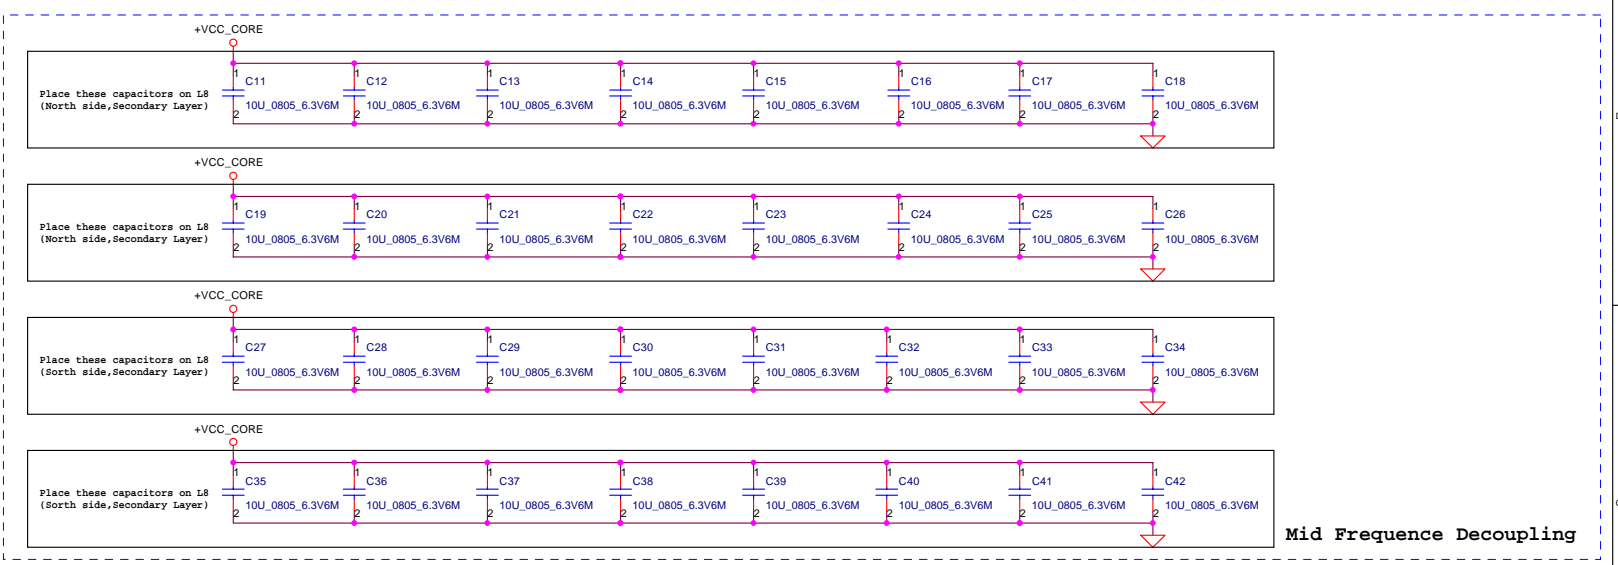 +VCC_CORE
Place these capacitors on L8
(North side,Secondary Layer)
1 1 1 1 1 1 1 1
C11 C12 C13 C14 C15 C16 C17 C18
10U_0805_6.3V6M 10U_0805_6.3V6M 10U_0805_6.3V6M 10U_0805_6.3V6M 10U_0805_6.3V6M 10U_0805_6.3V6M 10U_0805_6.3V6M 10U_0805_6.3V6M
2 2 2 2 2 2 2 2
+VCC_CORE
Place these capacitors on L8
(North side,Secondary Layer)
1 1 1 1 1 1 1 1
C19 C20 C21 C22 C23 C24 C25 C26
10U_0805_6.3V6M 10U_0805_6.3V6M 10U_0805_6.3V6M 10U_0805_6.3V6M 10U_0805_6.3V6M 10U_0805_6.3V6M 10U_0805_6.3V6M 10U_0805_6.3V6M
2 2 2 2 2 2 2 2
+VCC_CORE
Place these capacitors on L8
(Sorth side,Secondary Layer)
1 1 1 1 1 1 1 1
C27 C28 C29 C30 C31 C32 C33 C34
10U_0805_6.3V6M 10U_0805_6.3V6M 10U_0805_6.3V6M 10U_0805_6.3V6M 10U_0805_6.3V6M 10U_0805_6.3V6M 10U_0805_6.3V6M 10U_0805_6.3V6M
2 2 2 2 2 2 2 2
+VCC_CORE
Place these capacitors on L8
(Sorth side,Secondary Layer)
1 1 1 1 1 1 1 1
C35 C36 C37 C38 C39 C40 C41 C42
10U_0805_6.3V6M 10U_0805_6.3V6M 10U_0805_6.3V6M 10U_0805_6.3V6M 10U_0805_6.3V6M 10U_0805_6.3V6M 10U_0805_6.3V6M 10U_0805_6.3V6M
2 2 2 2 2 2 2 2
Mid Frequence Decoupling